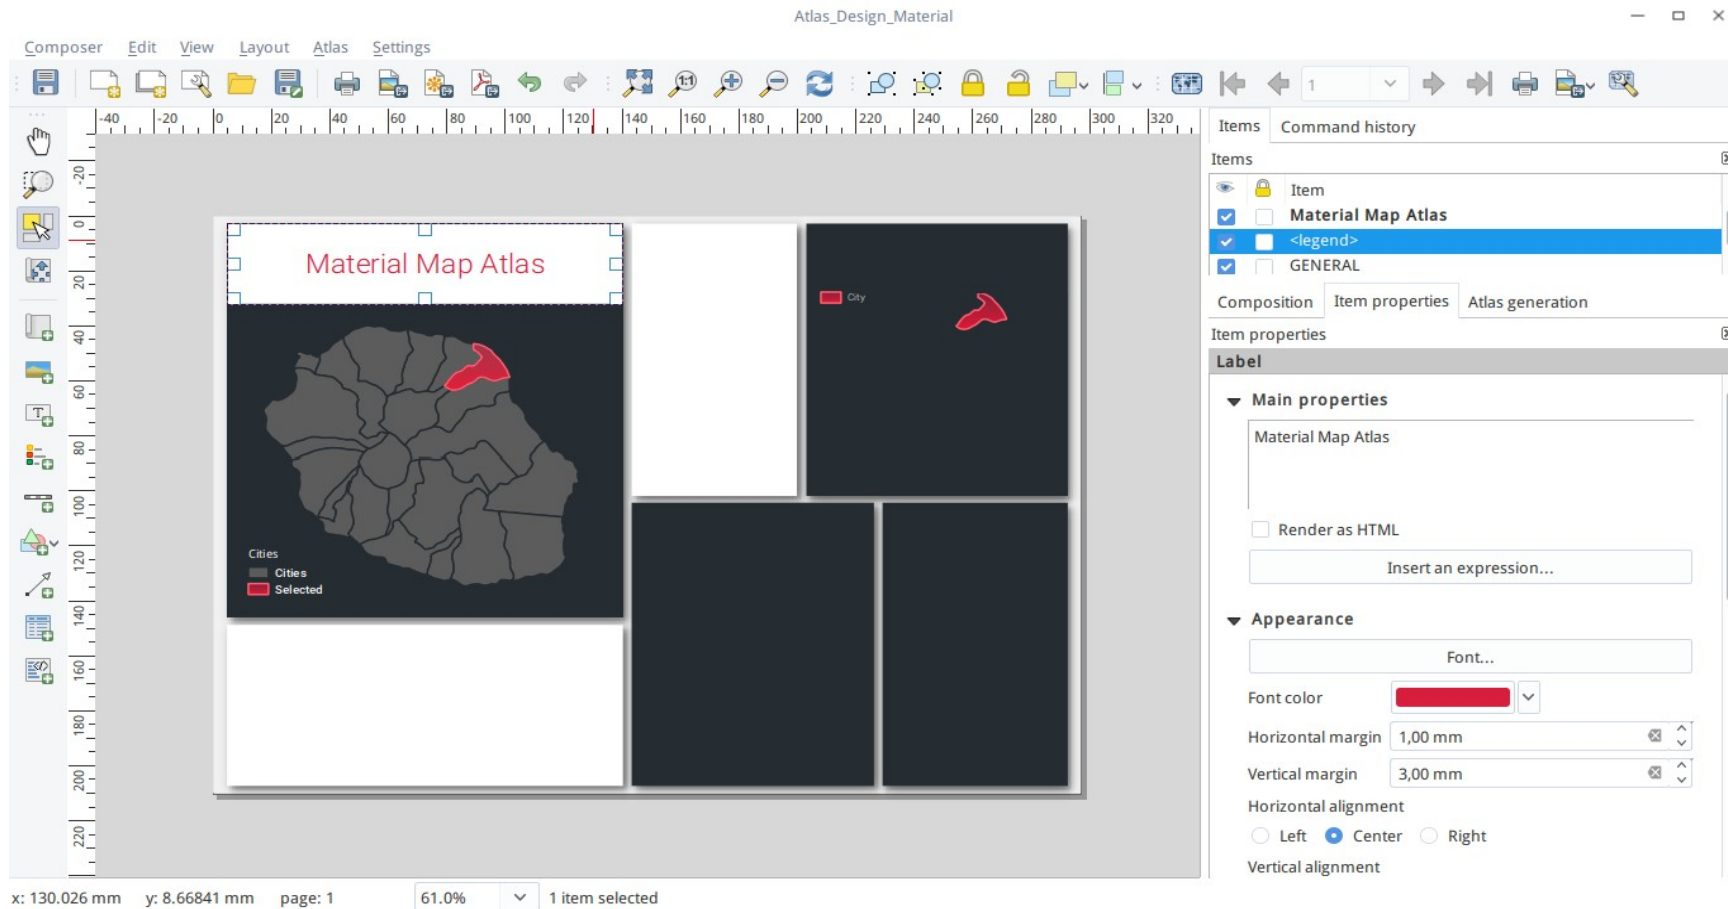 Atlas_Design_Material
Composer Edit View Layout Atlas Settings
1:1
1
-40 -20 0 20 40 60 80 100 120 140 160 180 200 220 240 260 280 300 320
-20
0
20
40
60
80
100
120
140
160
180
200
220
Material Map Atlas
City
Cities
Cities
Selected
Items Command history
Items
Item
Material Map Atlas
<legend>
GENERAL
Composition Item properties Atlas generation
Item properties
Label
Main properties
Material Map Atlas
Render as HTML
Insert an expression...
Appearance
Font...
Font color
Horizontal margin 1,00 mm
Vertical margin 3,00 mm
Horizontal alignment
Left Center Right
Vertical alignment
x: 130.026 mm y: 8.66841 mm page: 1 61.0% 1 item selected